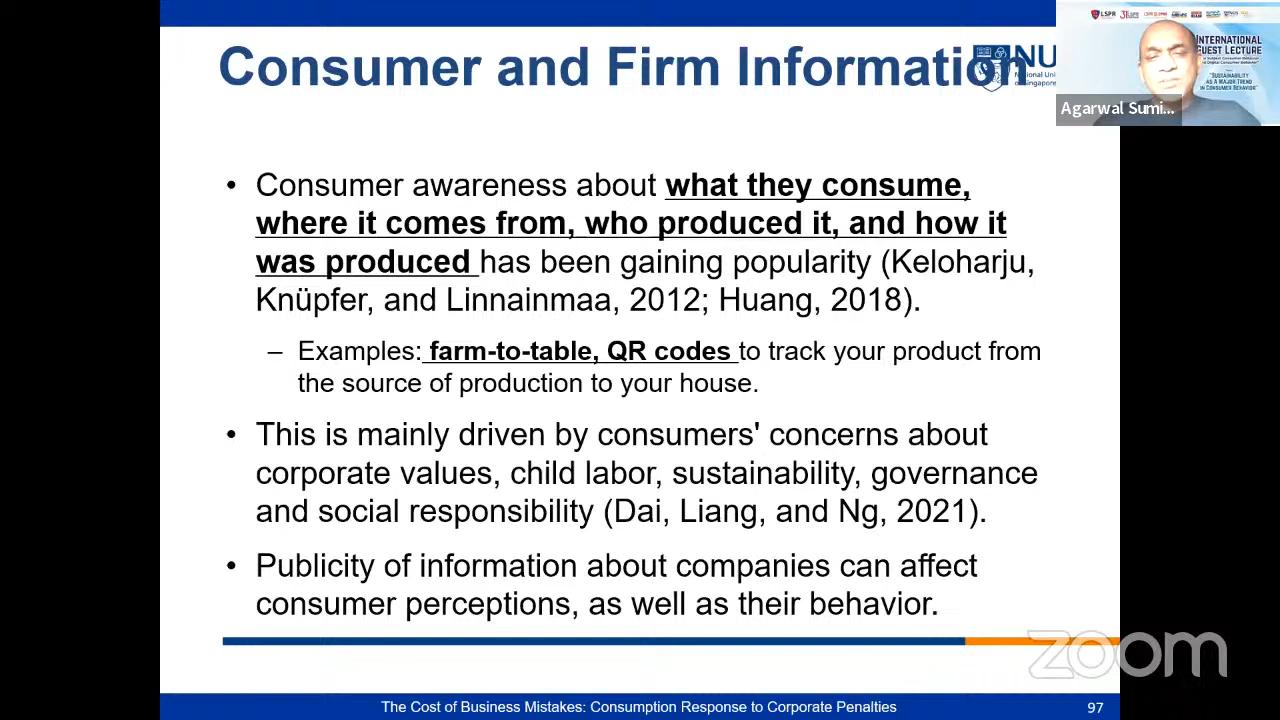 Consumer and Firm Information
NU
National Uni
of Singapore
LSPR
INTERNATIONAL
GUEST LECTURE
"SUSTAINABILITY
AS A MAJOR TREND
IN CONSUMER BEHAVIOR"
Agarwal Sumi...
• Consumer awareness about what they consume,
where it comes from, who produced it, and how it
was produced has been gaining popularity (Keloharju,
Knüpfer, and Linnainmaa, 2012; Huang, 2018).
– Examples: farm-to-table, QR codes to track your product from
the source of production to your house.
• This is mainly driven by consumers' concerns about
corporate values, child labor, sustainability, governance
and social responsibility (Dai, Liang, and Ng, 2021).
• Publicity of information about companies can affect
consumer perceptions, as well as their behavior.
zoom
The Cost of Business Mistakes: Consumption Response to Corporate Penalties
97